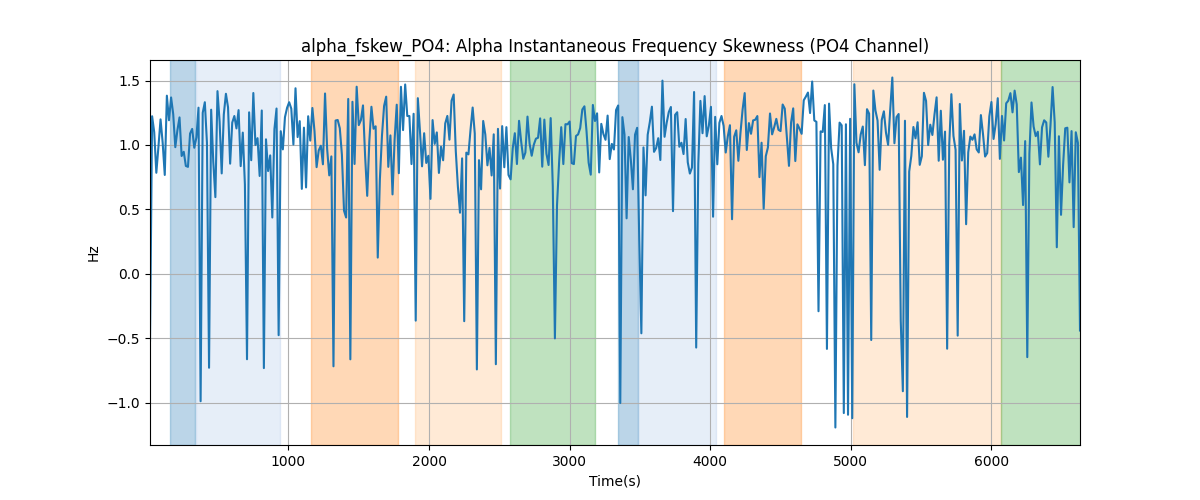 alpha_fskew_PO4: Alpha Instantaneous Frequency Skewness (PO4 Channel)
1.5
1.0
0.5
0.0
−0.5
−1.0
Hz
1000 2000 3000 4000 5000 6000
Time(s)